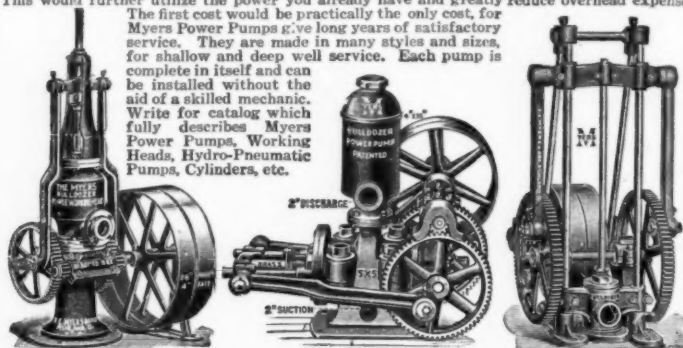 This would further utilize the power you already have and greatly reduce overhead expense
The first cost would be practically the only cost, for
Myers Power Pumps give long years of satisfactory
service. They are made in many styles and sizes,
for shallow and deep well service. Each pump is
complete in itself and can
be installed without the
aid of a skilled mechanic.
Write for catalog which
fully describes Myers
Power Pumps, Working
Heads, Hydro-Pneumatic
Pumps, Cylinders, etc.
THE MYERS
BULLDOZER
BULLDOZER
POWER PUMP
PATENTED
2" DISCHARGE
5X5
2" SUCTION
M